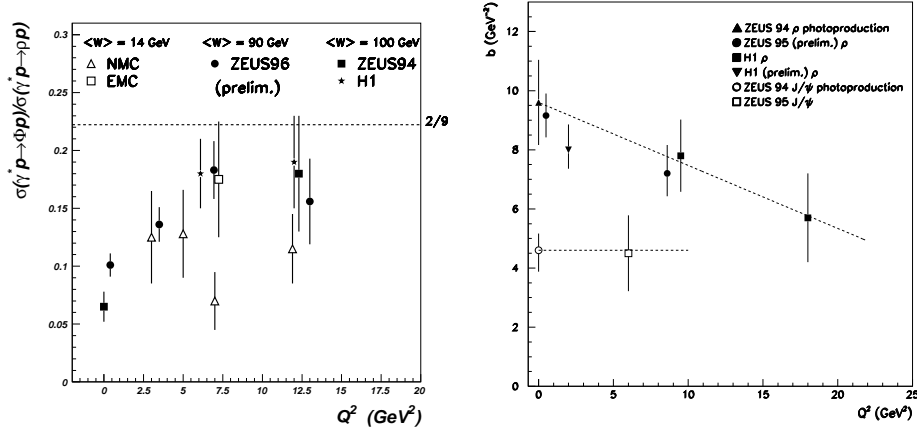 <W> = 14 GeV <W> = 90 GeV <W> = 100 GeV
△ NMC ● ZEUS96 ■ ZEUS94
□ EMC (prelim.) ★ H1
2/9
σ(γ* p→Φp)/σ(γ* p→ρp)
0.3
0.25
0.2
0.15
0.1
0.05
0
0 2.5 5 7.5 10 12.5 15 17.5 20
Q² (GeV²)
b (GeV⁻²)
▲ ZEUS 94 ρ photoproduction
● ZEUS 95 (prelim.) ρ
■ H1 ρ
▼ H1 (prelim.) ρ
○ ZEUS 94 J/ψ photoproduction
□ ZEUS 95 J/ψ
12
10
8
6
4
2
0
0 5 10 15 20 25
Q² (GeV²)